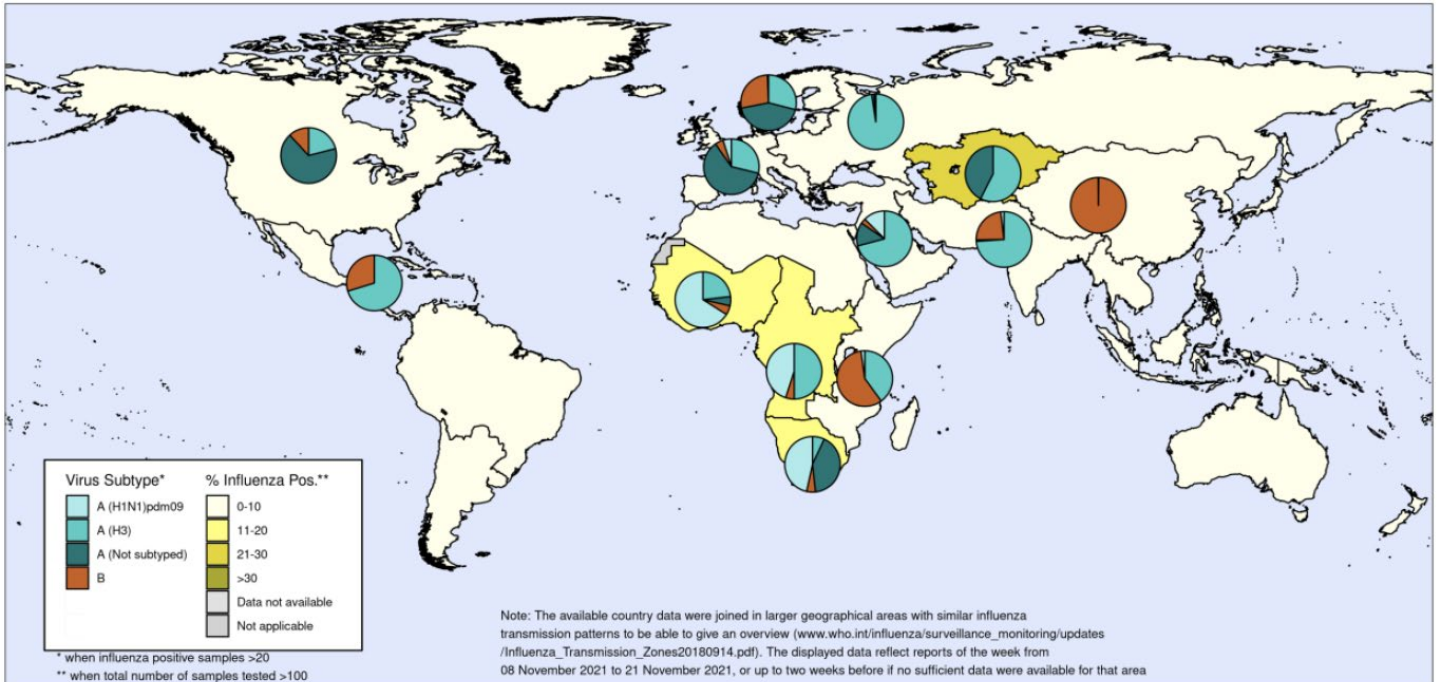 Virus Subtype*
A (H1N1)pdm09
A (H3)
A (Not subtyped)
B
% Influenza Pos.**
0-10
11-20
21-30
>30
Data not available
Not applicable
* when influenza positive samples >20
** when total number of samples tested >100
Note: The available country data were joined in larger geographical areas with similar influenza
transmission patterns to be able to give an overview (www.who.int/influenza/surveillance_monitoring/updates
/Influenza_Transmission_Zones20180914.pdf). The displayed data reflect reports of the week from
08 November 2021 to 21 November 2021, or up to two weeks before if no sufficient data were available for that area